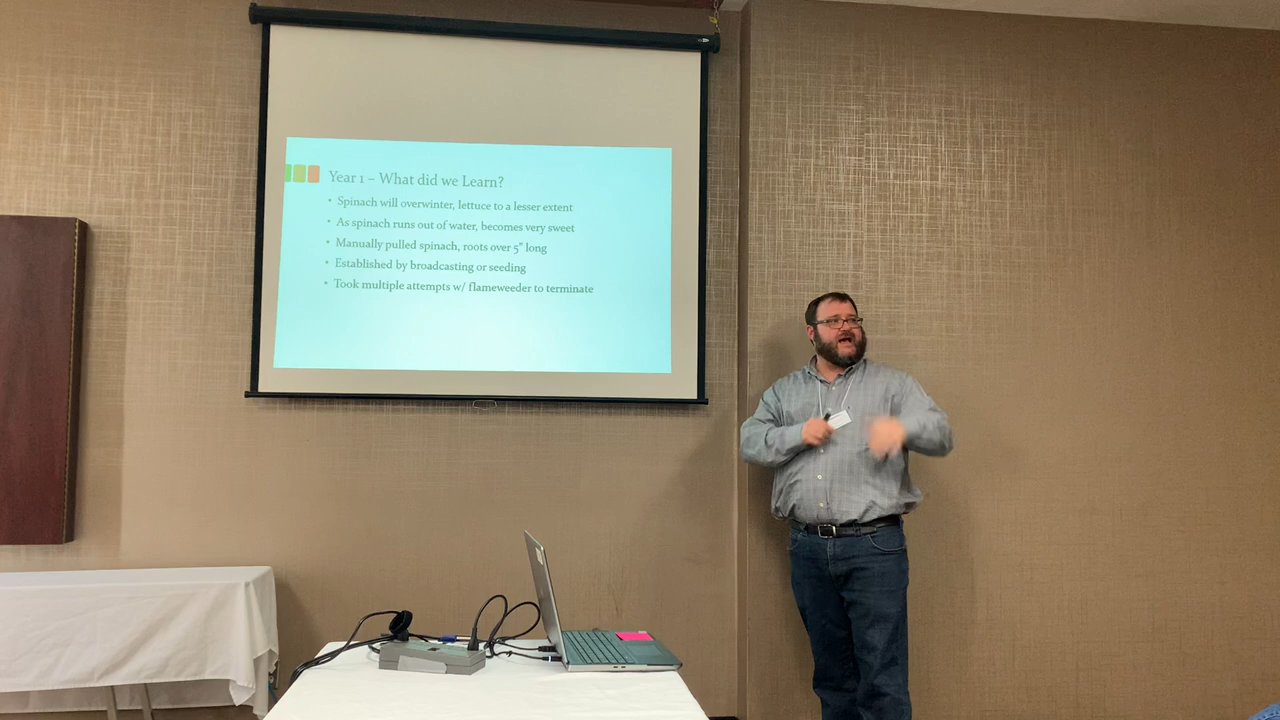 Year 1 – What did we Learn?
• Spinach will overwinter, lettuce to a lesser extent
• As spinach runs out of water, becomes very sweet
• Manually pulled spinach, roots over 5" long
• Established by broadcasting or seeding
• Took multiple attempts w/ flameweeder to terminate